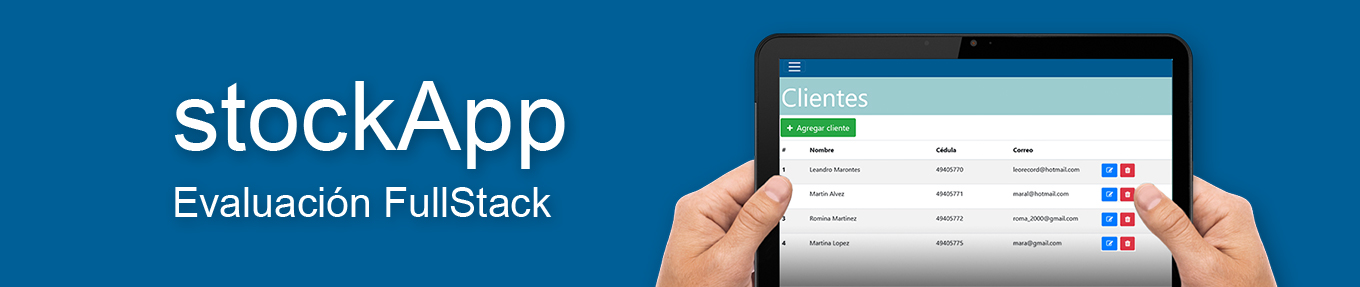 stockApp
Evaluación FullStack
Clientes
+ Agregar cliente
# Nombre Cédula Correo
1 Leandro Marontes 49405770 leorecord@hotmail.com
Martin Alvez 49405771 maral@hotmail.com
3 Romina Martinez 49405772 roma_2000@gmail.com
4 Martina Lopez 49405775 mara@gmail.com